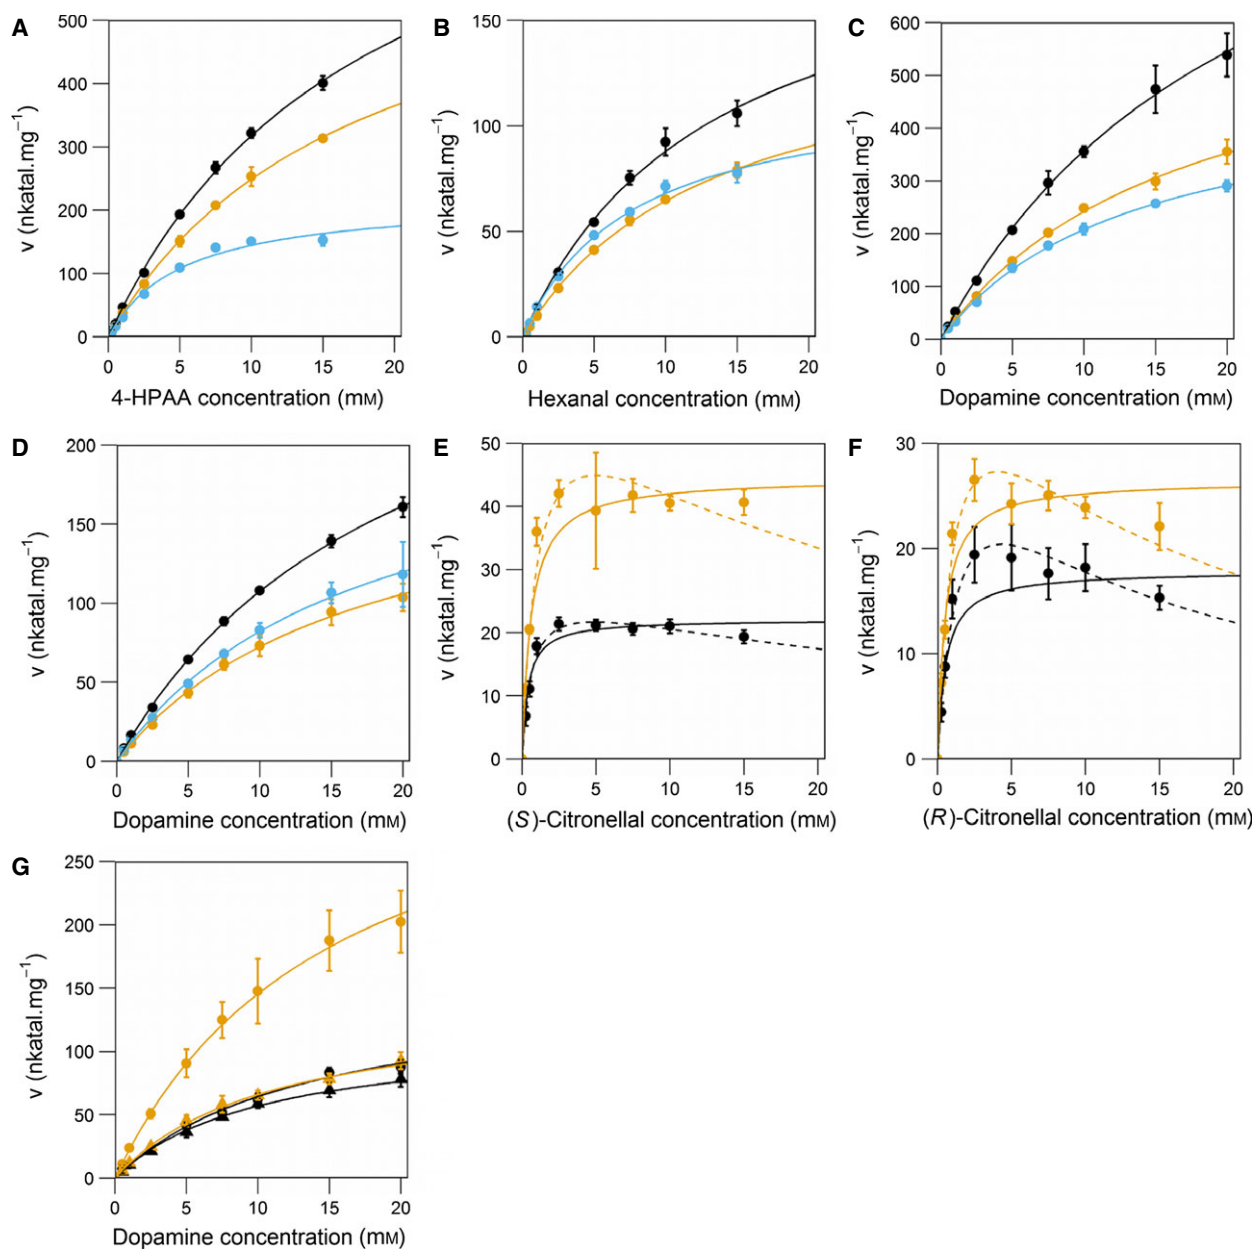 A
500
400
300
200
100
0
v (nkatal.mg⁻¹)
0 5 10 15 20
4-HPAA concentration (mM)
B
150
100
50
0
v (nkatal.mg⁻¹)
0 5 10 15 20
Hexanal concentration (mM)
C
600
500
400
300
200
100
0
v (nkatal.mg⁻¹)
0 5 10 15 20
Dopamine concentration (mM)
D
200
150
100
50
0
v (nkatal.mg⁻¹)
0 5 10 15 20
Dopamine concentration (mM)
E
50
40
30
20
10
0
v (nkatal.mg⁻¹)
0 5 10 15 20
(S)-Citronellal concentration (mM)
F
30
20
10
0
v (nkatal.mg⁻¹)
0 5 10 15 20
(R)-Citronellal concentration (mM)
G
250
200
150
100
50
0
v (nkatal.mg⁻¹)
0 5 10 15 20
Dopamine concentration (mM)